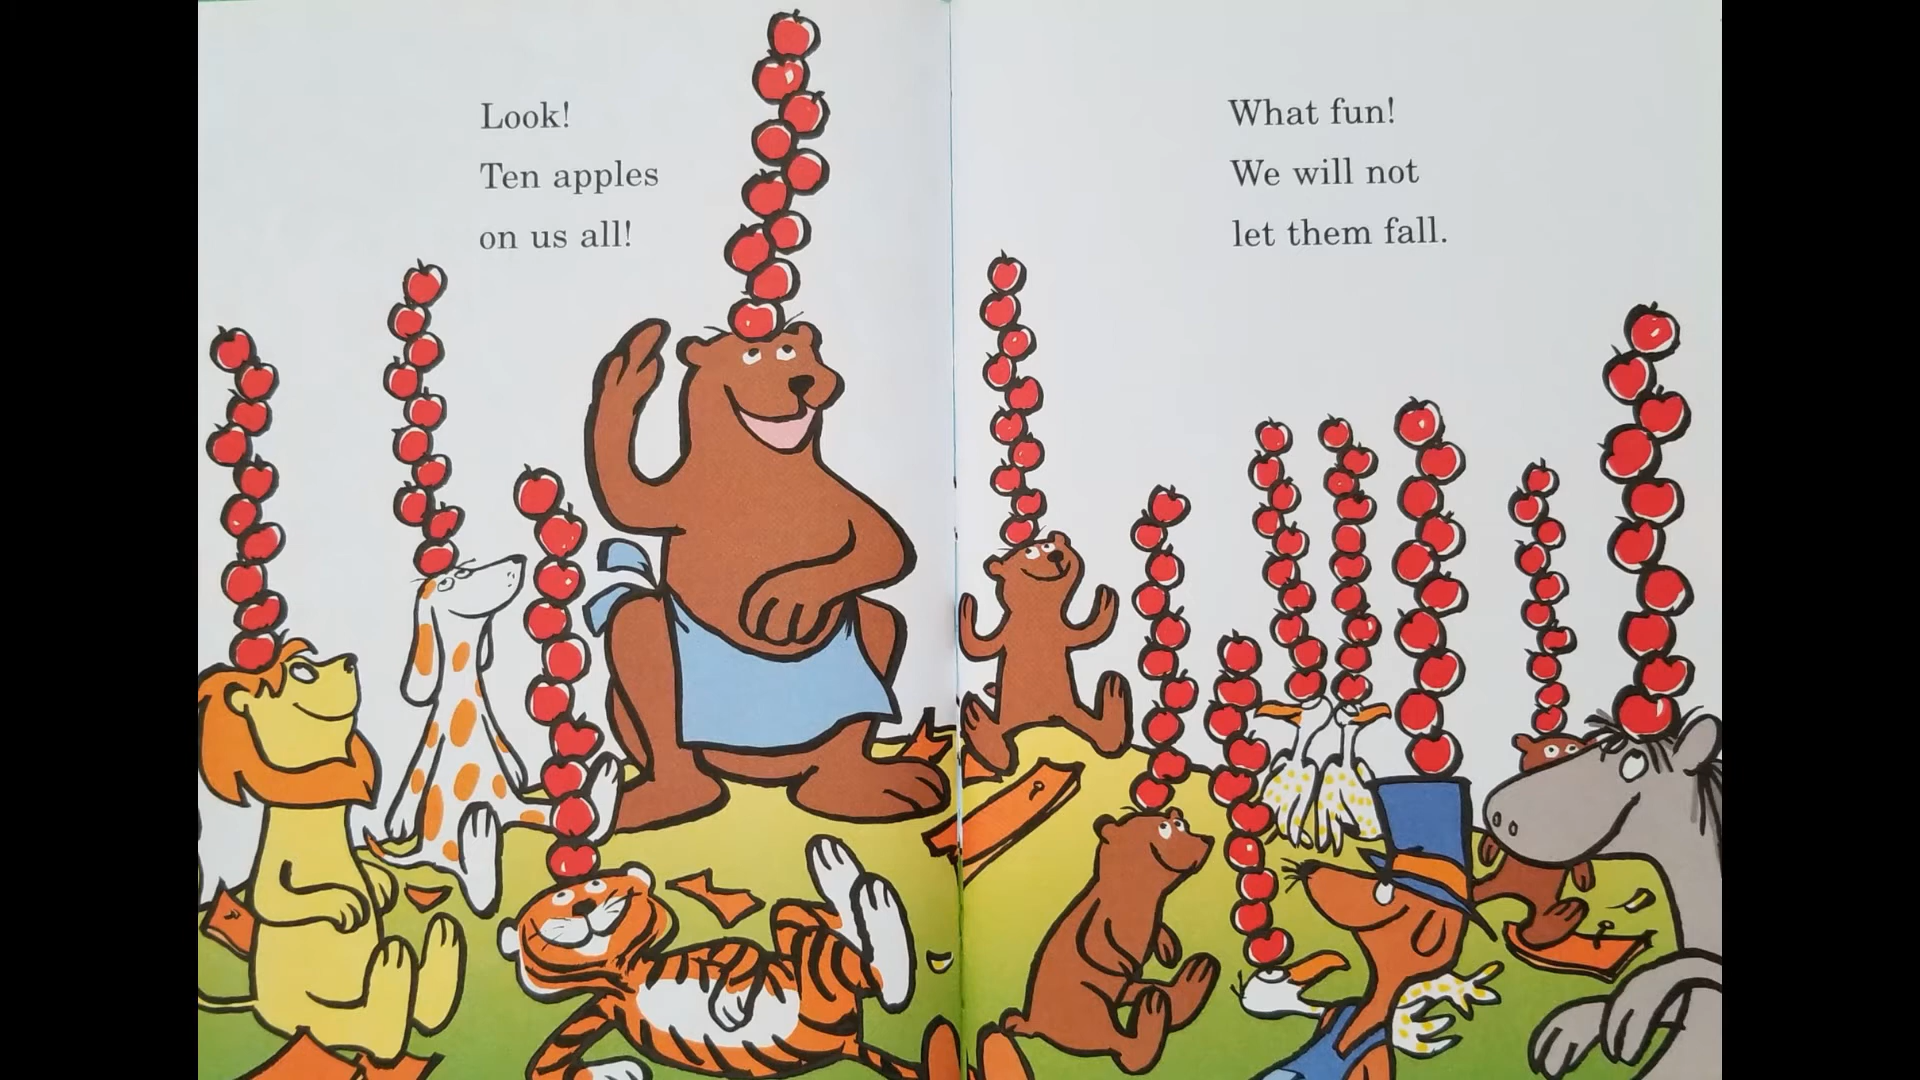 Look!
Ten apples
on us all!
What fun!
We will not
let them fall.